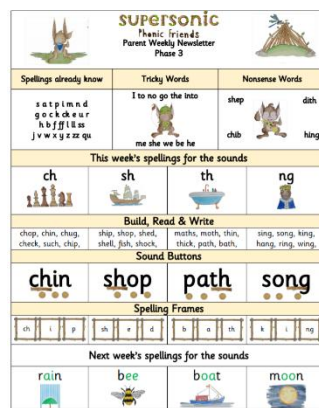 supersonic
Phonic Friends
Parent Weekly Newsletter
Phase 3
Spellings already know
Tricky Words
Nonsense Words
s a t p i m n d
g o c k ck e u r
h b f ff l ll ss
j v w x y z zz qu
I to no go the into
me she we be he
shep
dith
chib
hing
This week's spellings for the sounds
ch
sh
th
ng
Build, Read & Write
chop, chin, chug,
check, such, chip,
ship, shop, shed,
shell, fish, shock,
maths, moth, thin,
thick, path, bath,
sing, song, king,
hang, ring, wing,
Sound Buttons
chin
shop
path
song
Spelling Frames
ch i p
sh e d
b a th
k i ng
Next week's spellings for the sounds
rain
bee
boat
moon